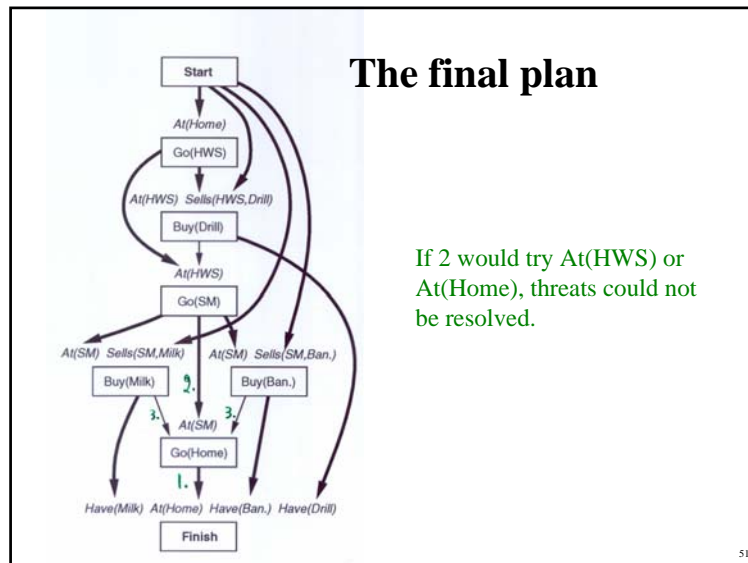 The final plan
Start
At(Home)
Go(HWS)
At(HWS) Sells(HWS,Drill)
Buy(Drill)
At(HWS)
Go(SM)
At(SM) Sells(SM,Milk) At(SM) Sells(SM,Ban.)
Buy(Milk) 2. Buy(Ban.)
3. At(SM) 3.
Go(Home)
1.
Have(Milk) At(Home) Have(Ban.) Have(Drill)
Finish
If 2 would try At(HWS) or
At(Home), threats could not
be resolved.
51